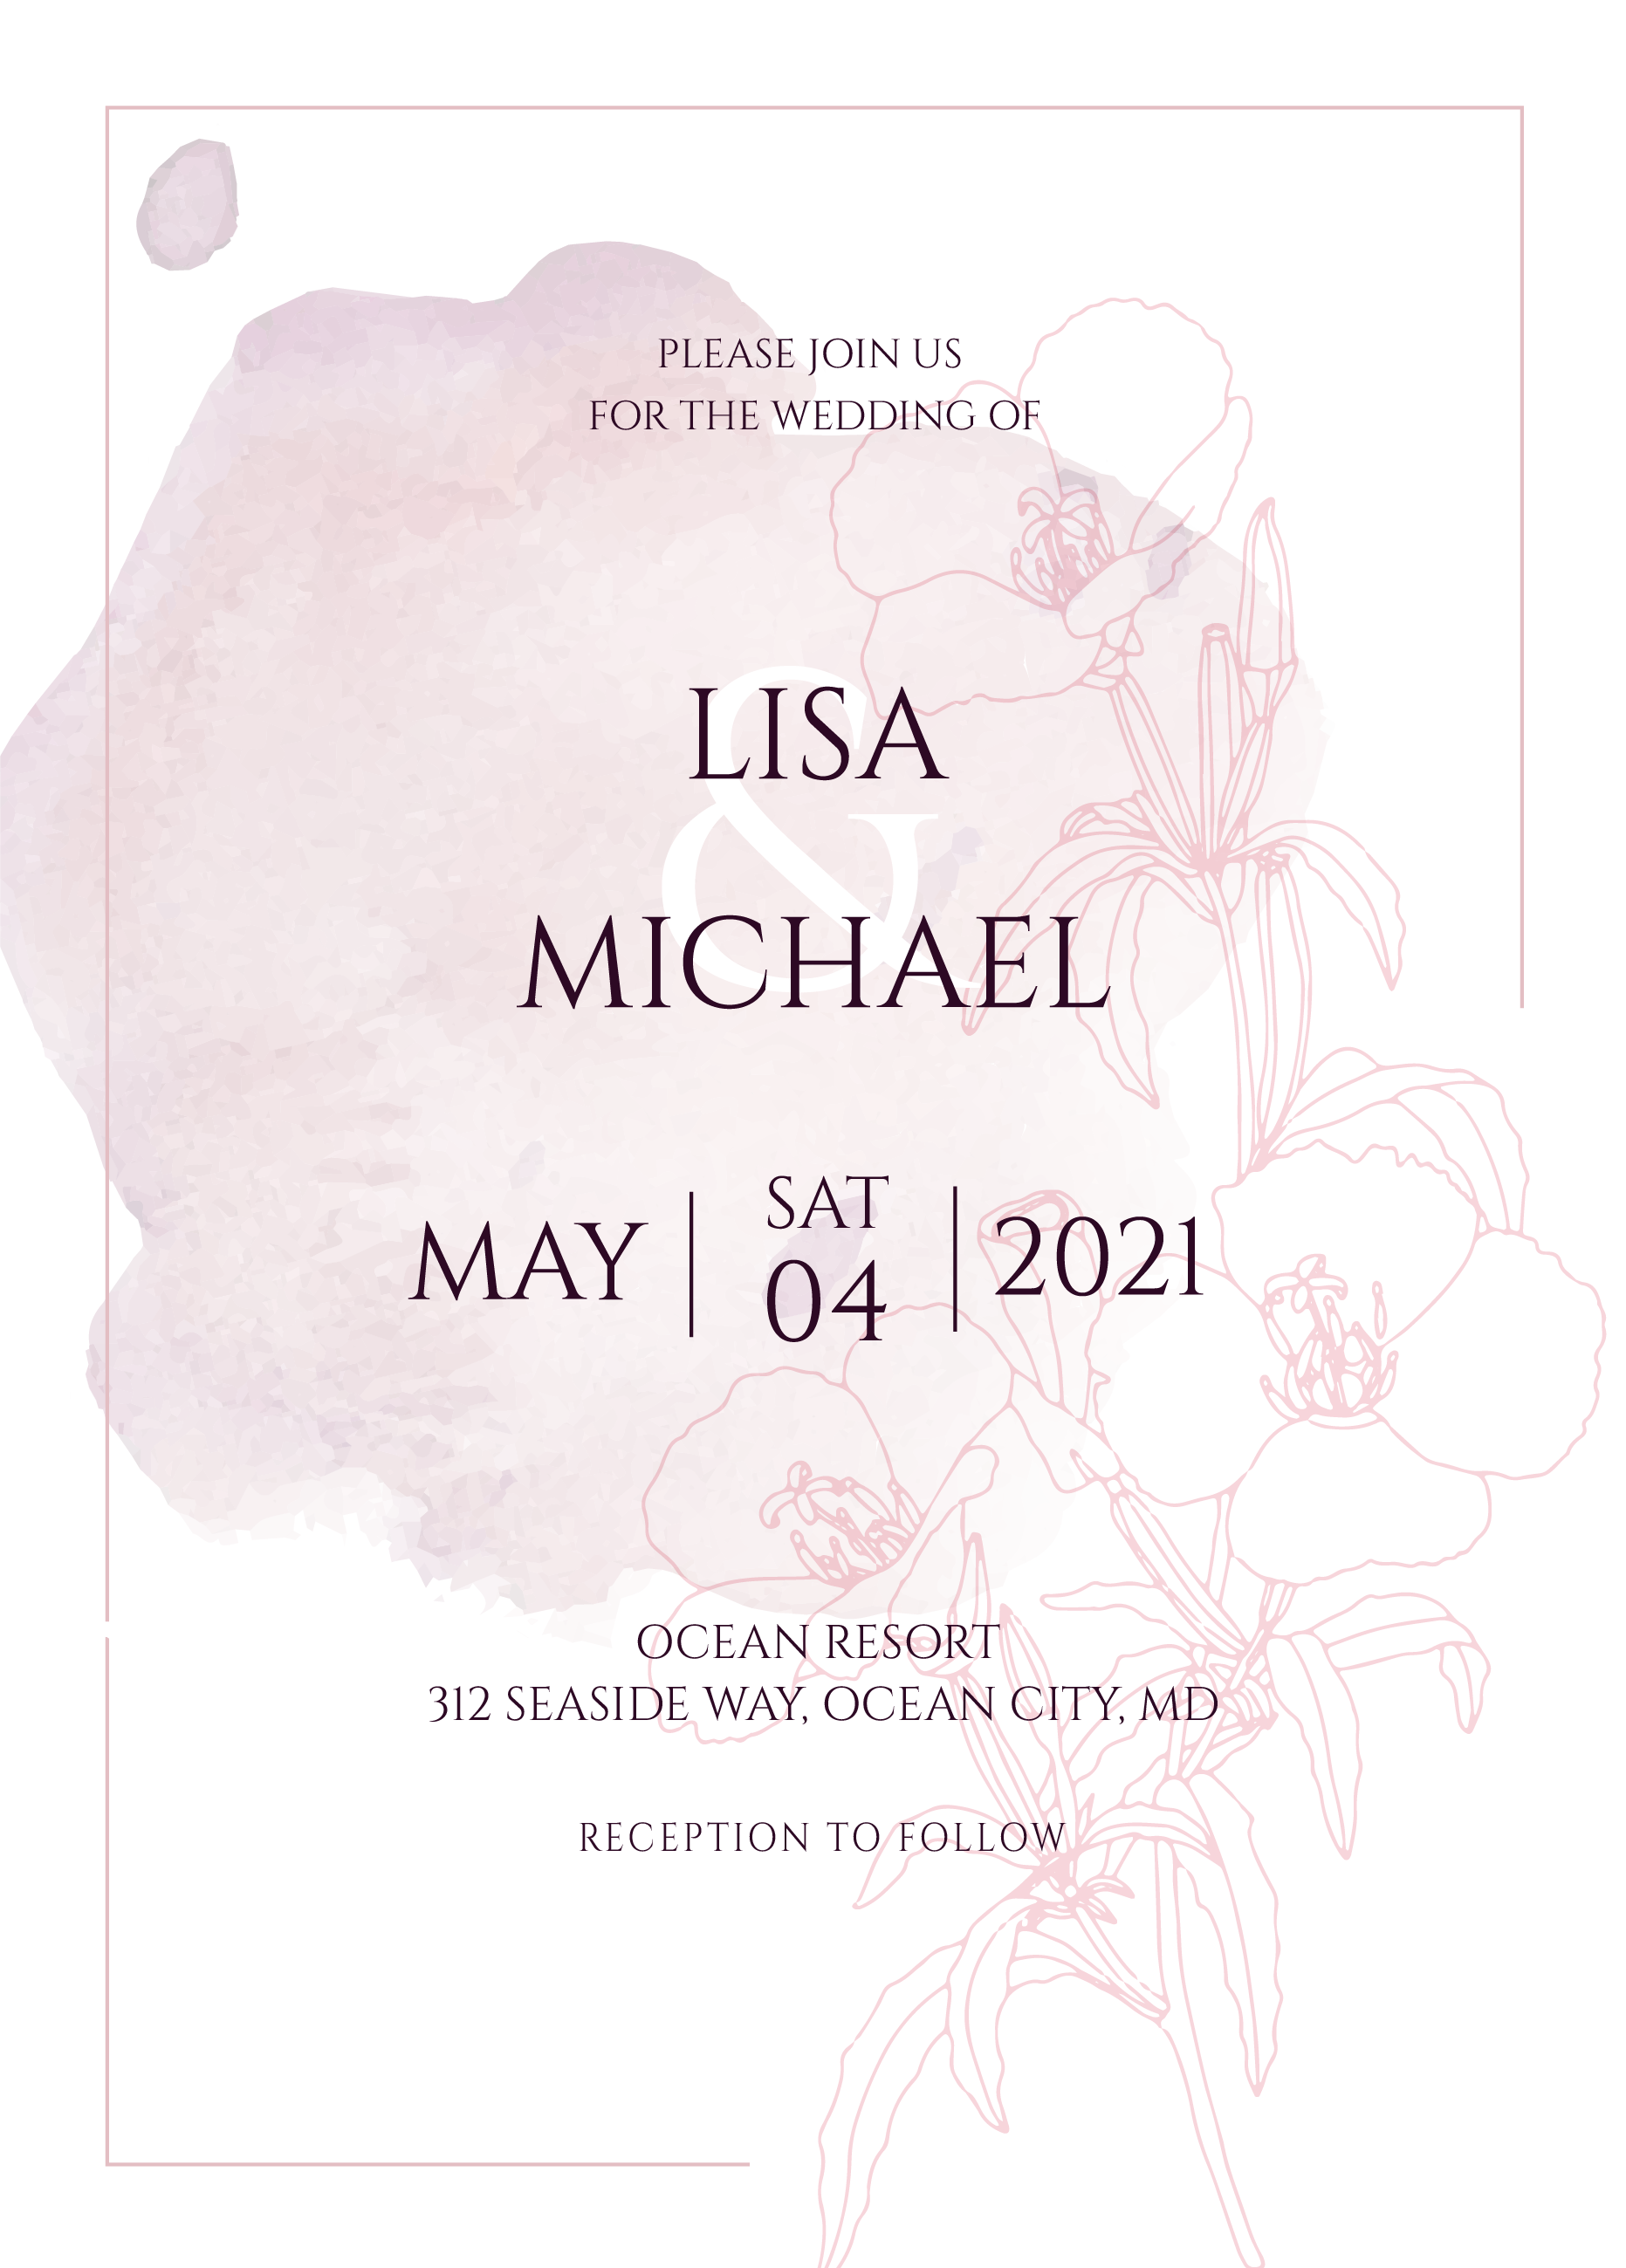 PLEASE JOIN US
FOR THE WEDDING OF
LISA
&
MICHAEL
MAY
SAT
04
2021
OCEAN RESORT
312 SEASIDE WAY, OCEAN CITY, MD
RECEPTION TO FOLLOW